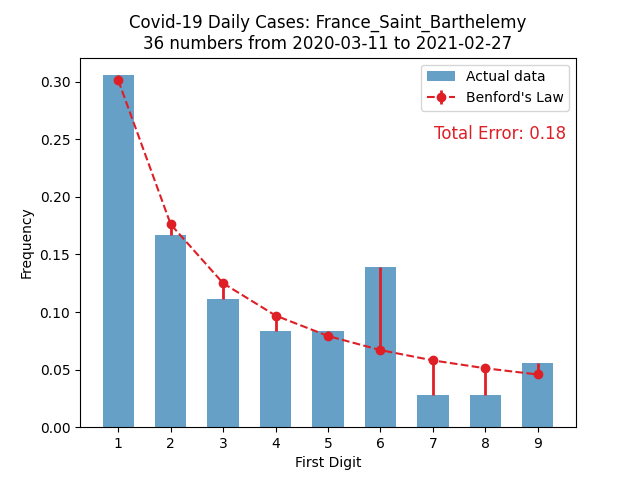 Covid-19 Daily Cases: France_Saint_Barthelemy
36 numbers from 2020-03-11 to 2021-02-27
Actual data
Benford's Law
Total Error: 0.18
0.30
0.25
0.20
0.15
0.10
0.05
0.00
Frequency
1 2 3 4 5 6 7 8 9
First Digit